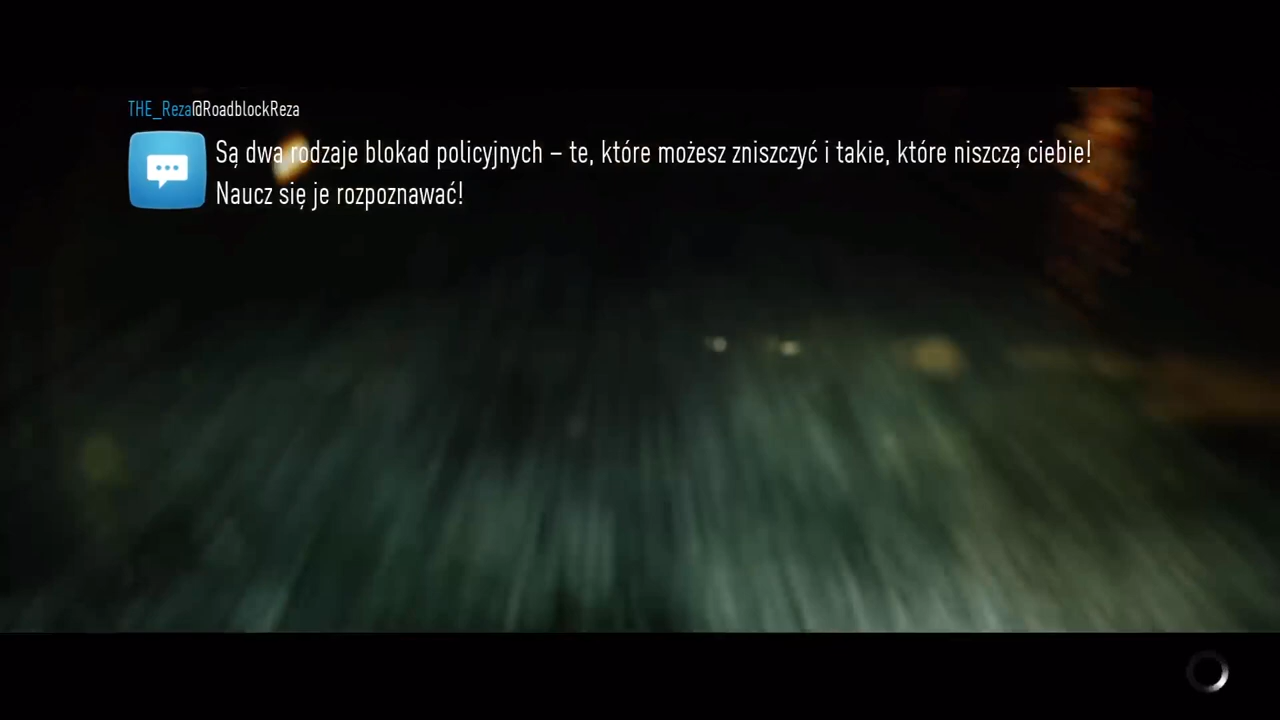 THE_Reza@RoadblockReza
Są dwa rodzaje blokad policyjnych – te, które możesz zniszczyć i takie, które niszczą ciebie!
Naucz się je rozpoznawać!